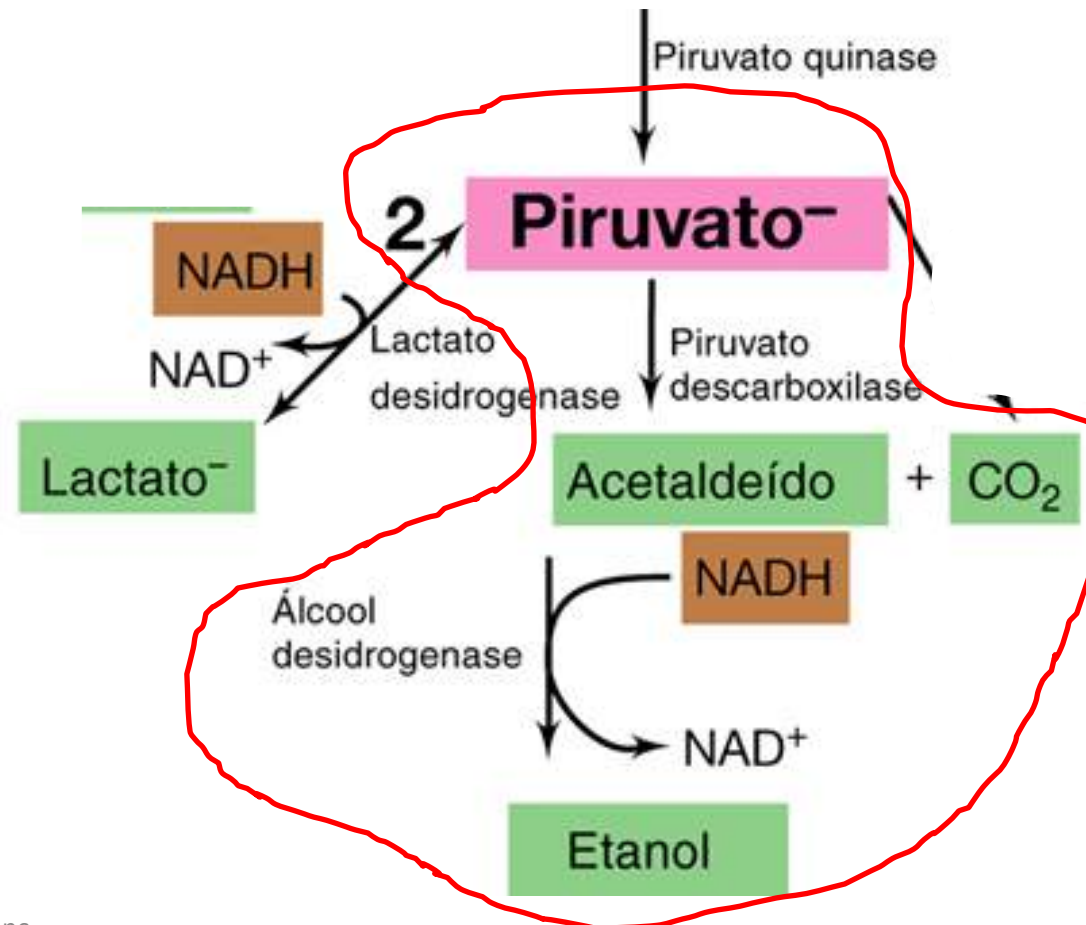 Piruvato quinase
2 Piruvato⁻
NADH
NAD⁺
Lactato
desidrogenase
Piruvato
descarboxilase
Lactato⁻
Acetaldeído + CO₂
NADH
Álcool
desidrogenase
NAD⁺
Etanol